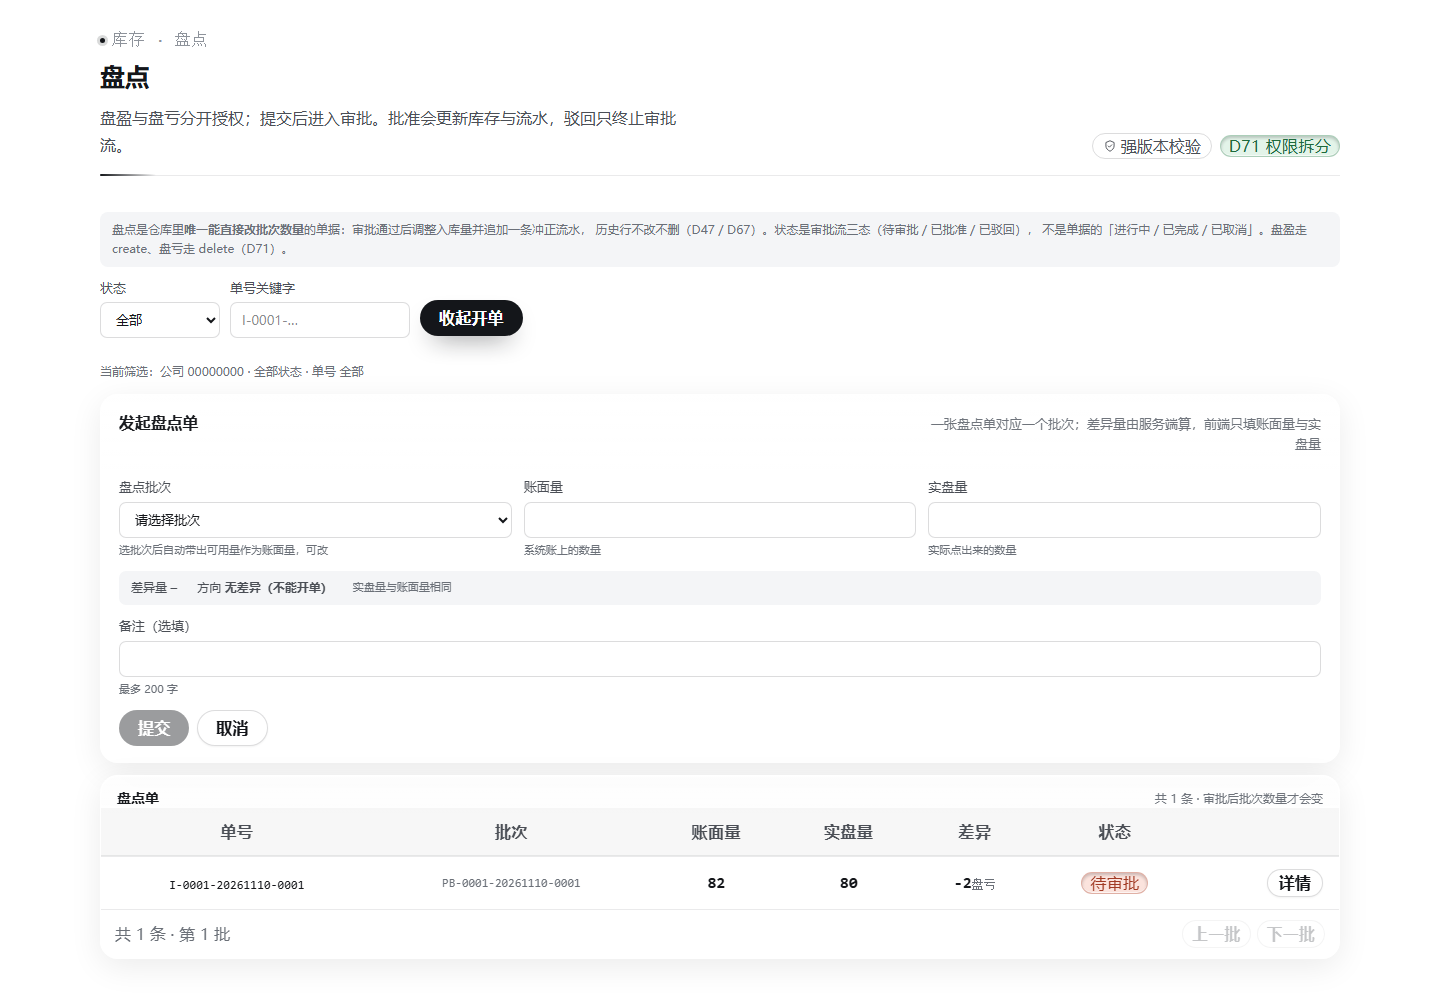 库存 · 盘点
盘点
盘盈与盘亏分开授权；提交后进入审批。批准会更新库存与流水，驳回只终止审批
流。
强版本校验
D71 权限拆分
盘点是仓库里唯一能直接改批次数量的单据：审批通过后调整入库量并追加一条冲正流水， 历史行不改不删（D47 / D67）。状态是审批流三态（待审批 / 已批准 / 已驳回）， 不是单据的「进行中 / 已完成 / 已取消」。盘盈走
create、盘亏走 delete（D71）。
状态
单号关键字
全部
I-0001-...
收起开单
当前筛选：公司 00000000 · 全部状态 · 单号 全部
发起盘点单
一张盘点单对应一个批次；差异量由服务端算，前端只填账面量与实
盘量
盘点批次
账面量
实盘量
请选择批次
选批次后自动带出可用量作为账面量，可改
系统账上的数量
实际点出来的数量
差异量 – 方向 无差异（不能开单） 实盘量与账面量相同
备注（选填）
最多 200 字
提交
取消
盘点单
共 1 条 · 审批后批次数量才会变
单号 批次 账面量 实盘量 差异 状态
I-0001-20261110-0001 PB-0001-20261110-0001 82 80 -2盘亏 待审批 详情
共 1 条 · 第 1 批
上一批
下一批